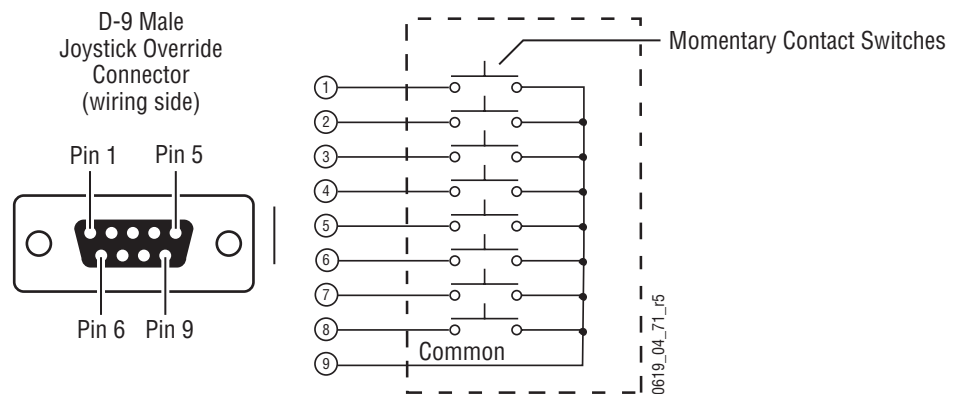 D-9 Male
Joystick Override
Connector
(wiring side)
Pin 1
Pin 5
Pin 6
Pin 9
Momentary Contact Switches
1
2
3
4
5
6
7
8
9
Common
0619_04_71_r5